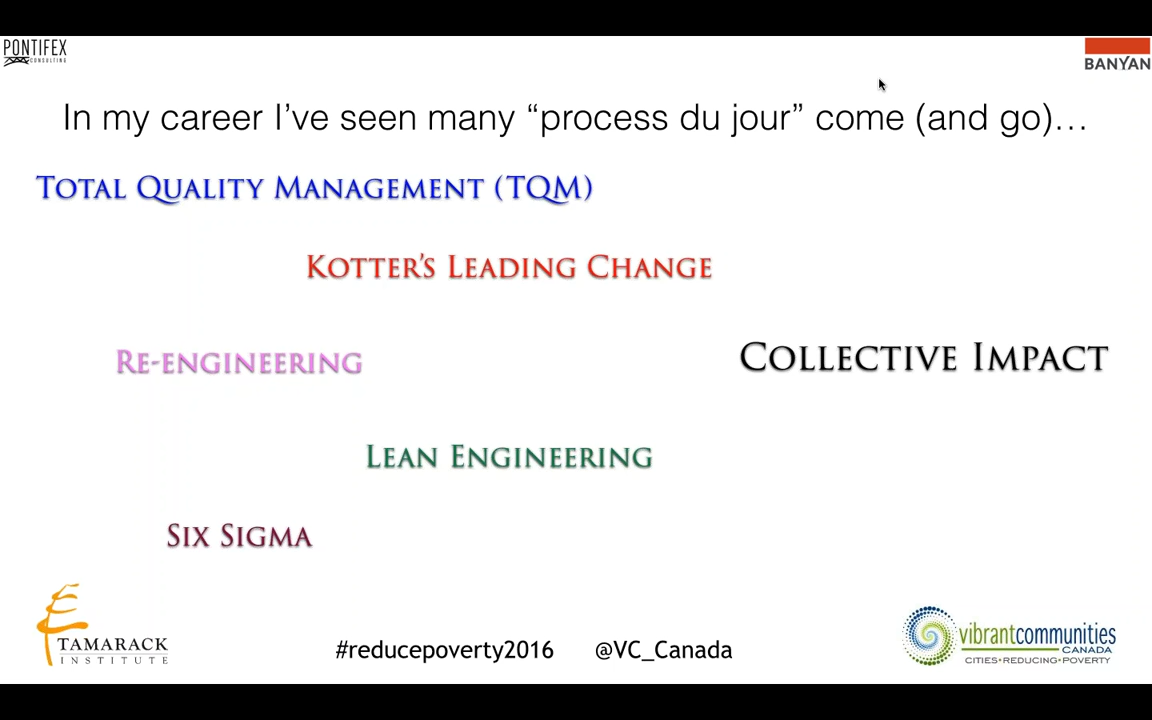 PONTIFEX
CONSULTING
BANYAN
In my career I’ve seen many “process du jour” come (and go)…
Total Quality Management (TQM)
Kotter’s Leading Change
Re-engineering
Collective Impact
Lean Engineering
Six Sigma
TAMARACK
INSTITUTE
#reducepoverty2016 @VC_Canada
vibrantcommunities
CANADA
CITIES•REDUCING•POVERTY